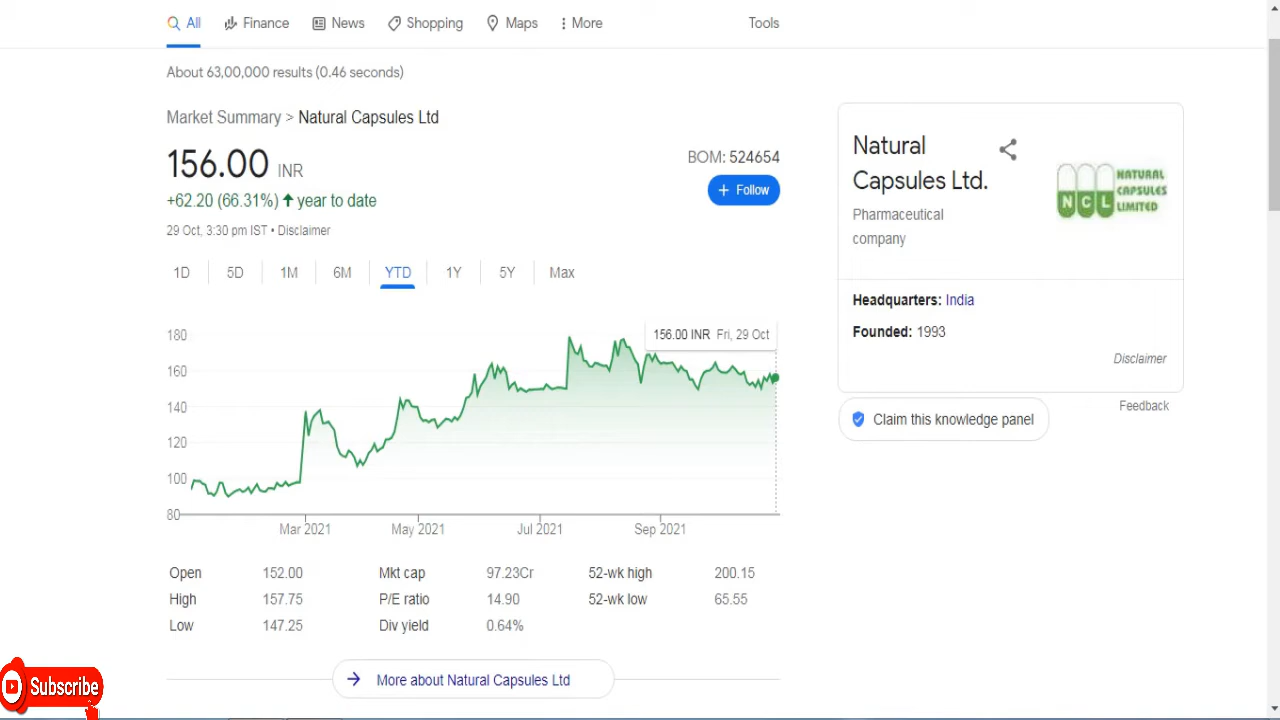 All Finance News Shopping Maps More Tools
About 63,00,000 results (0.46 seconds)
Market Summary > Natural Capsules Ltd
156.00 INR
BOM: 524654
+ Follow
+62.20 (66.31%) year to date
29 Oct, 3:30 pm IST • Disclaimer
1D 5D 1M 6M YTD 1Y 5Y Max
156.00 INR Fri, 29 Oct
180
160
140
120
100
80
Mar 2021 May 2021 Jul 2021 Sep 2021
Open 152.00 Mkt cap 97.23Cr 52-wk high 200.15
High 157.75 P/E ratio 14.90 52-wk low 65.55
Low 147.25 Div yield 0.64%
More about Natural Capsules Ltd
Natural
Capsules Ltd.
Pharmaceutical
company
NCL
NATURAL
CAPSULES
LIMITED
Headquarters: India
Founded: 1993
Disclaimer
Feedback
Claim this knowledge panel
Subscribe